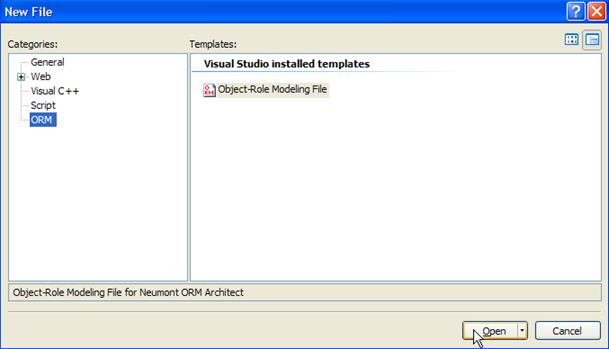 New File
Categories:
Templates:
General
Web
Visual C++
Script
ORM
Visual Studio installed templates
Object-Role Modeling File
Object-Role Modeling File for Neumont ORM Architect
Open
Cancel